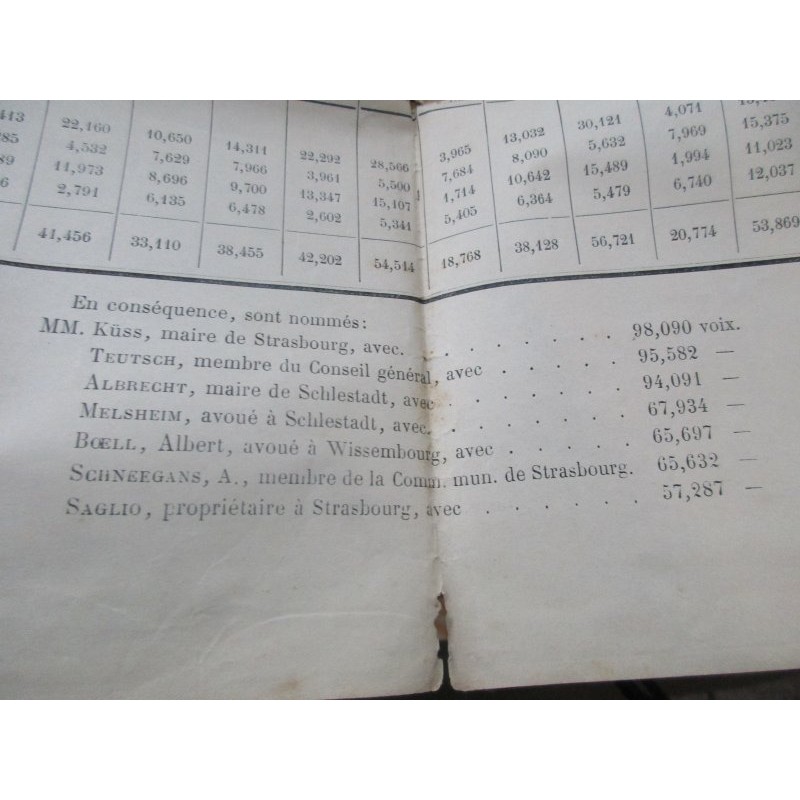 413 22,160 10,650 14,311 22,292 28,566 3,965 13,032 30,121 4,071
85 4,532 7,629 7,966 3,961 5,500 7,684 8,090 5,632 7,969 15,375
89 11,973 8,696 9,700 13,347 15,107 1,714 10,642 15,489 1,994 11,023
6 2,791 6,135 6,478 2,602 5,341 5,405 6,364 5,479 6,740 12,037
41,456 33,110 38,455 42,202 54,514 18,768 38,128 56,721 20,774 53,869
En conséquence, sont nommés:
MM. Küss, maire de Strasbourg, avec. . . . . . . . 98,090 voix.
TEUTSCH, membre du Conseil général, avec . . . . . 95,582 —
ALBRECHT, maire de Schlestadt, avec . . . . . . . 94,091 —
MELSHEIM, avoué à Schlestadt, avec. . . . . . . . 67,934 —
BŒLL, Albert, avoué à Wissembourg, avec . . . . . 65,697 —
SCHNEEGANS, A., membre de la Comm. mun. de Strasbourg. 65,632 —
SAGLIO, propriétaire à Strasbourg, avec . . . . . . 57,287 —